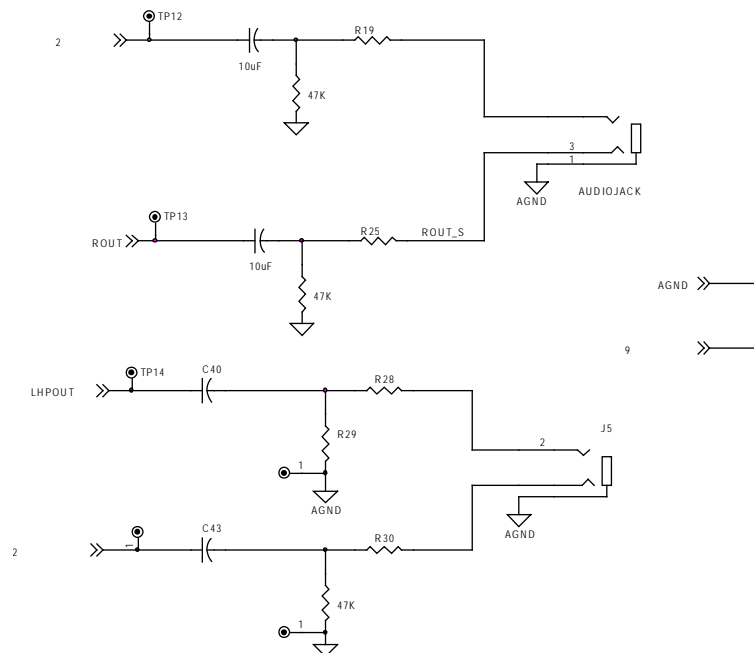 TP12
R19
2
10uF
47K
3
1
AGND
AUDIOJACK
TP13
ROUT
R25
ROUT_S
10uF
47K
AGND
9
TP14
C40
R28
LHPOUT
J5
2
R29
1
AGND
C43
1
R30
AGND
2
47K
1